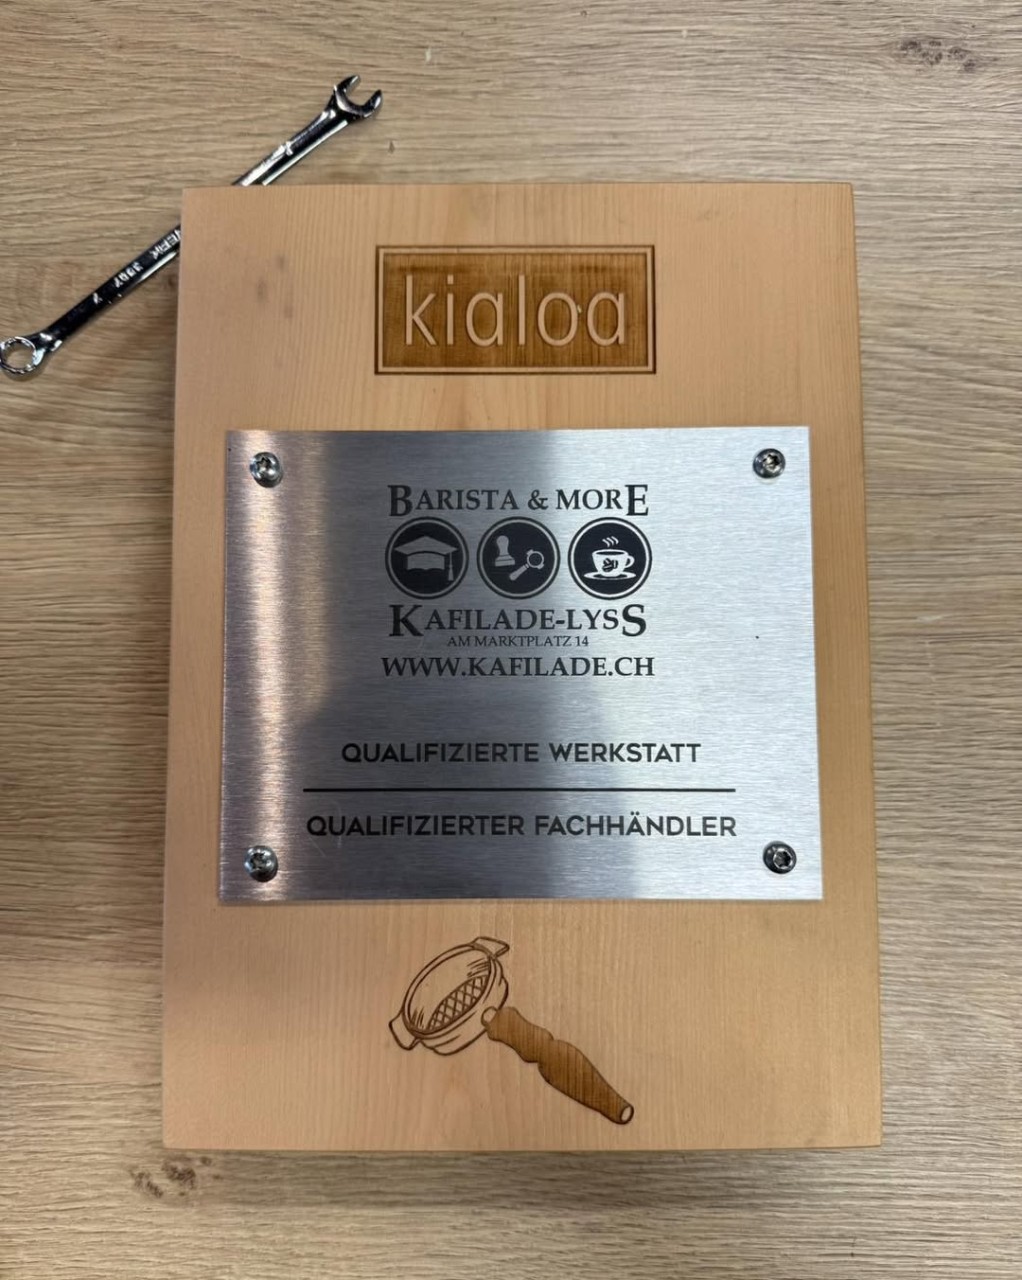 kialoa
BARISTA & MORE
KAFILADE-LYSS
AM MARKTPLATZ 14
WWW.KAFILADE.CH
QUALIFIZIERTE WERKSTATT
QUALIFIZIERTER FACHHÄNDLER